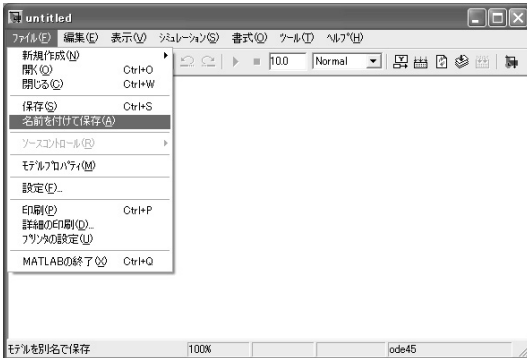 untitled
ファイル(F) 編集(E) 表示(V) シミュレーション(S) 書式(O) ツール(T) ヘルプ(H)
新規作成(N)
開く(O) Ctrl+O
閉じる(C) Ctrl+W
10.0 Normal
保存(S) Ctrl+S
名前を付けて保存(A)
ソースコントロール(R)
モデルプロパティ(M)
設定(F)...
印刷(P) Ctrl+P
詳細の印刷(D)...
プリンタの設定(U)
MATLABの終了(X) Ctrl+Q
モデルを別名で保存 100% ode45